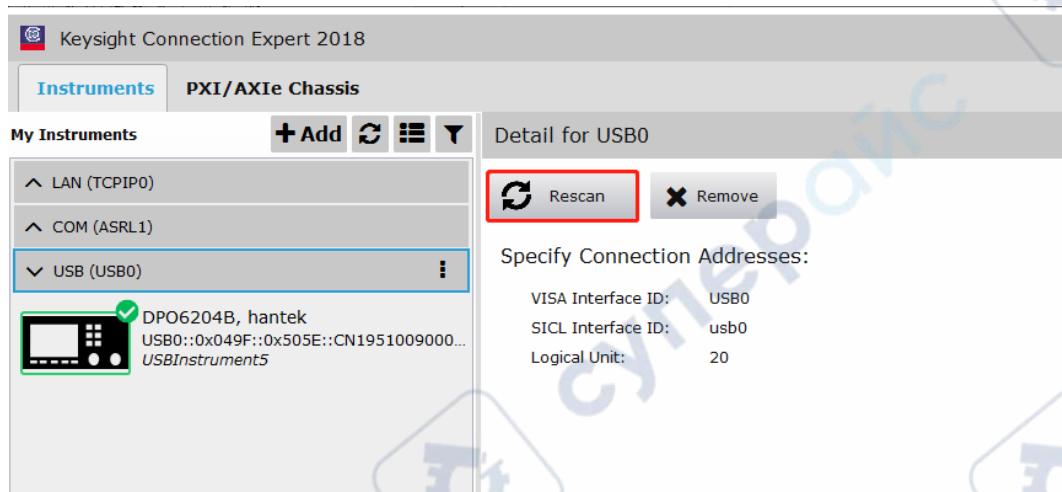 Keysight Connection Expert 2018
Instruments
PXI/AXIe Chassis
My Instruments
Add
Detail for USB0
LAN (TCPIP0)
Rescan
Remove
COM (ASRL1)
USB (USB0)
Specify Connection Addresses:
VISA Interface ID: USB0
SICL Interface ID: usb0
Logical Unit: 20
DPO6204B, hantek
USB0::0x049F::0x505E::CN1951009000...
USBInstrument5
суперайс